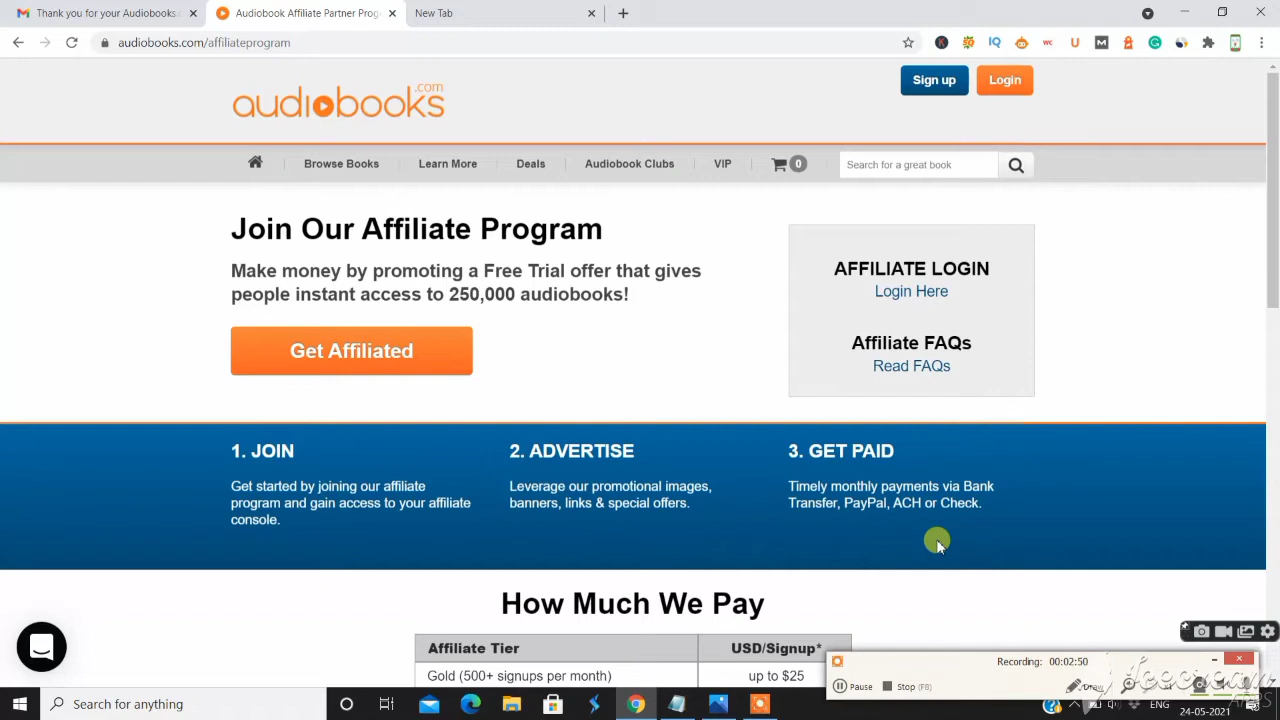 Thank you for your Audiobooks.
Audiobook Affiliate Partner Prog
New Tab
audiobooks.com/affiliateprogram
Sign up
Login
audiobooks.com
Browse Books
Learn More
Deals
Audiobook Clubs
VIP
0
Search for a great book
Join Our Affiliate Program
Make money by promoting a Free Trial offer that gives
people instant access to 250,000 audiobooks!
Get Affiliated
AFFILIATE LOGIN
Login Here
Affiliate FAQs
Read FAQs
1. JOIN
Get started by joining our affiliate
program and gain access to your affiliate
console.
2. ADVERTISE
Leverage our promotional images,
banners, links & special offers.
3. GET PAID
Timely monthly payments via Bank
Transfer, PayPal, ACH or Check.
How Much We Pay
Affiliate Tier
USD/Signup*
Gold (500+ signups per month)
up to $25
Recording: 00:02:50
Pause
Stop (F8)
Draw
Search for anything
24-05-2021